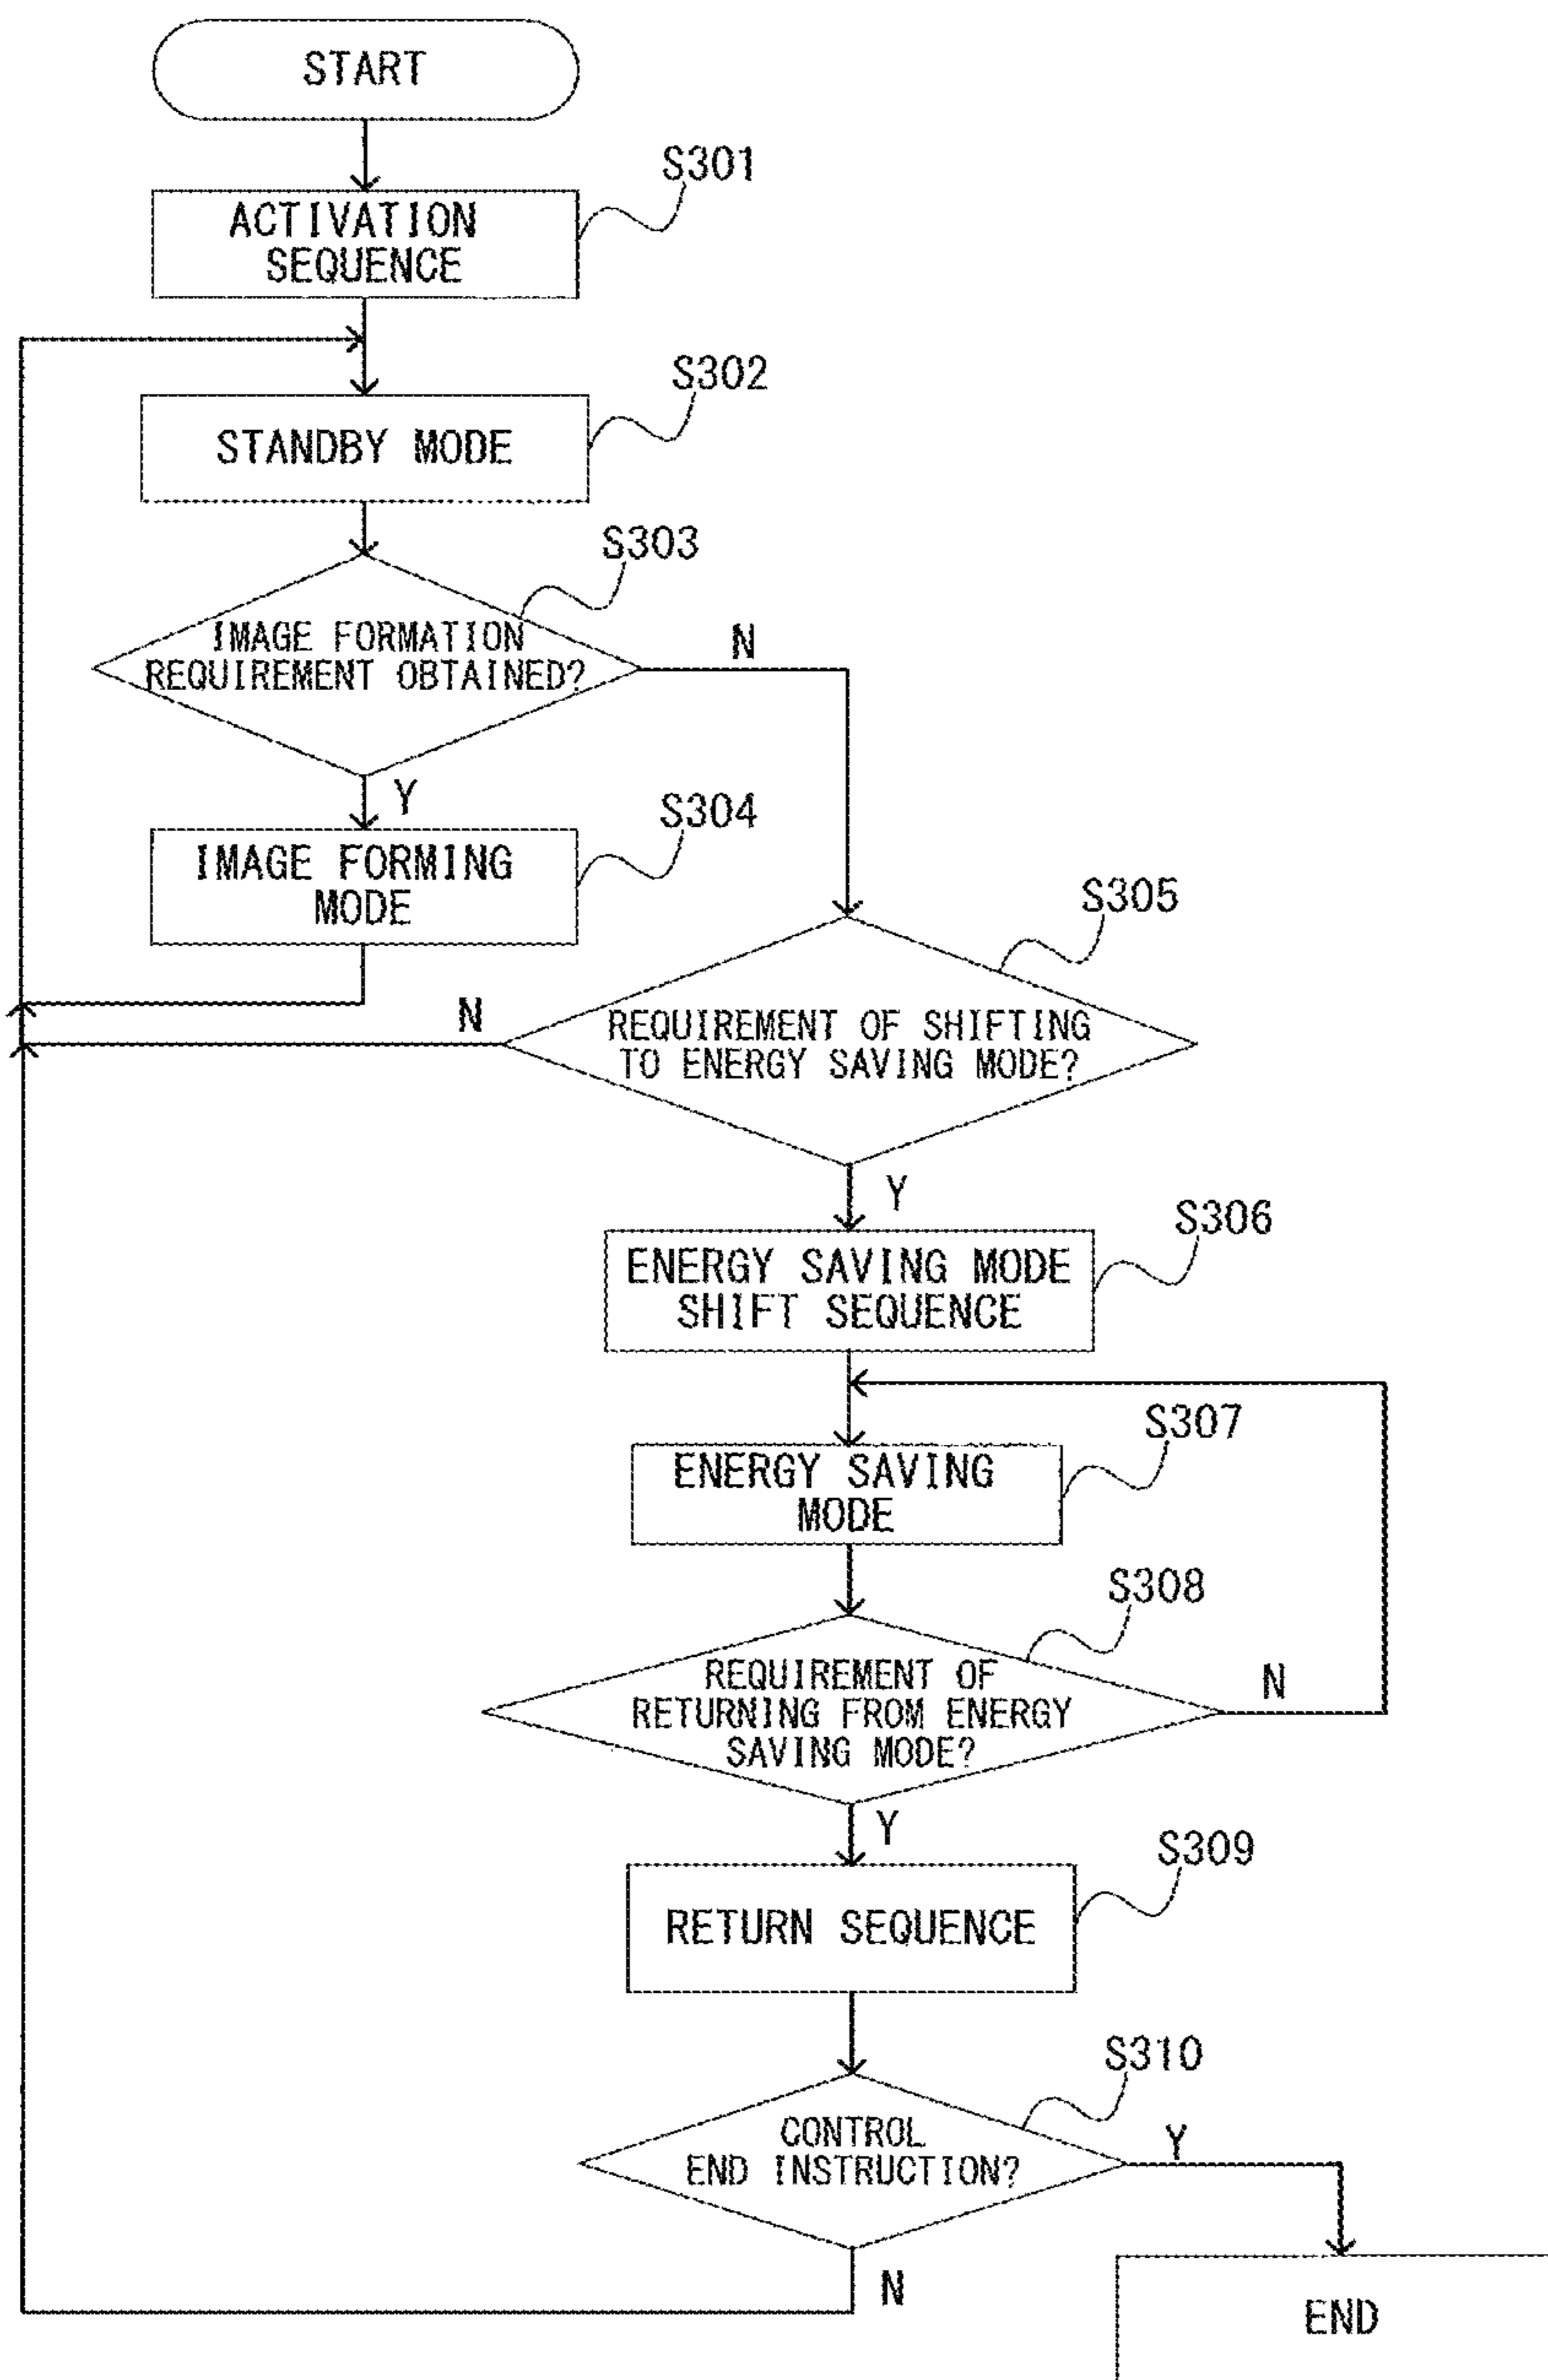 START
S301
ACTIVATION
SEQUENCE
S302
STANDBY MODE
S303
IMAGE FORMATION
REQUIREMENT OBTAINED?
N
Y
S304
IMAGE FORMING
MODE
S305
N
REQUIREMENT OF SHIFTING
TO ENERGY SAVING MODE?
Y
S306
ENERGY SAVING MODE
SHIFT SEQUENCE
S307
ENERGY SAVING
MODE
S308
REQUIREMENT OF
RETURNING FROM ENERGY
SAVING MODE?
N
Y
S309
RETURN SEQUENCE
S310
CONTROL
END INSTRUCTION?
Y
N
END